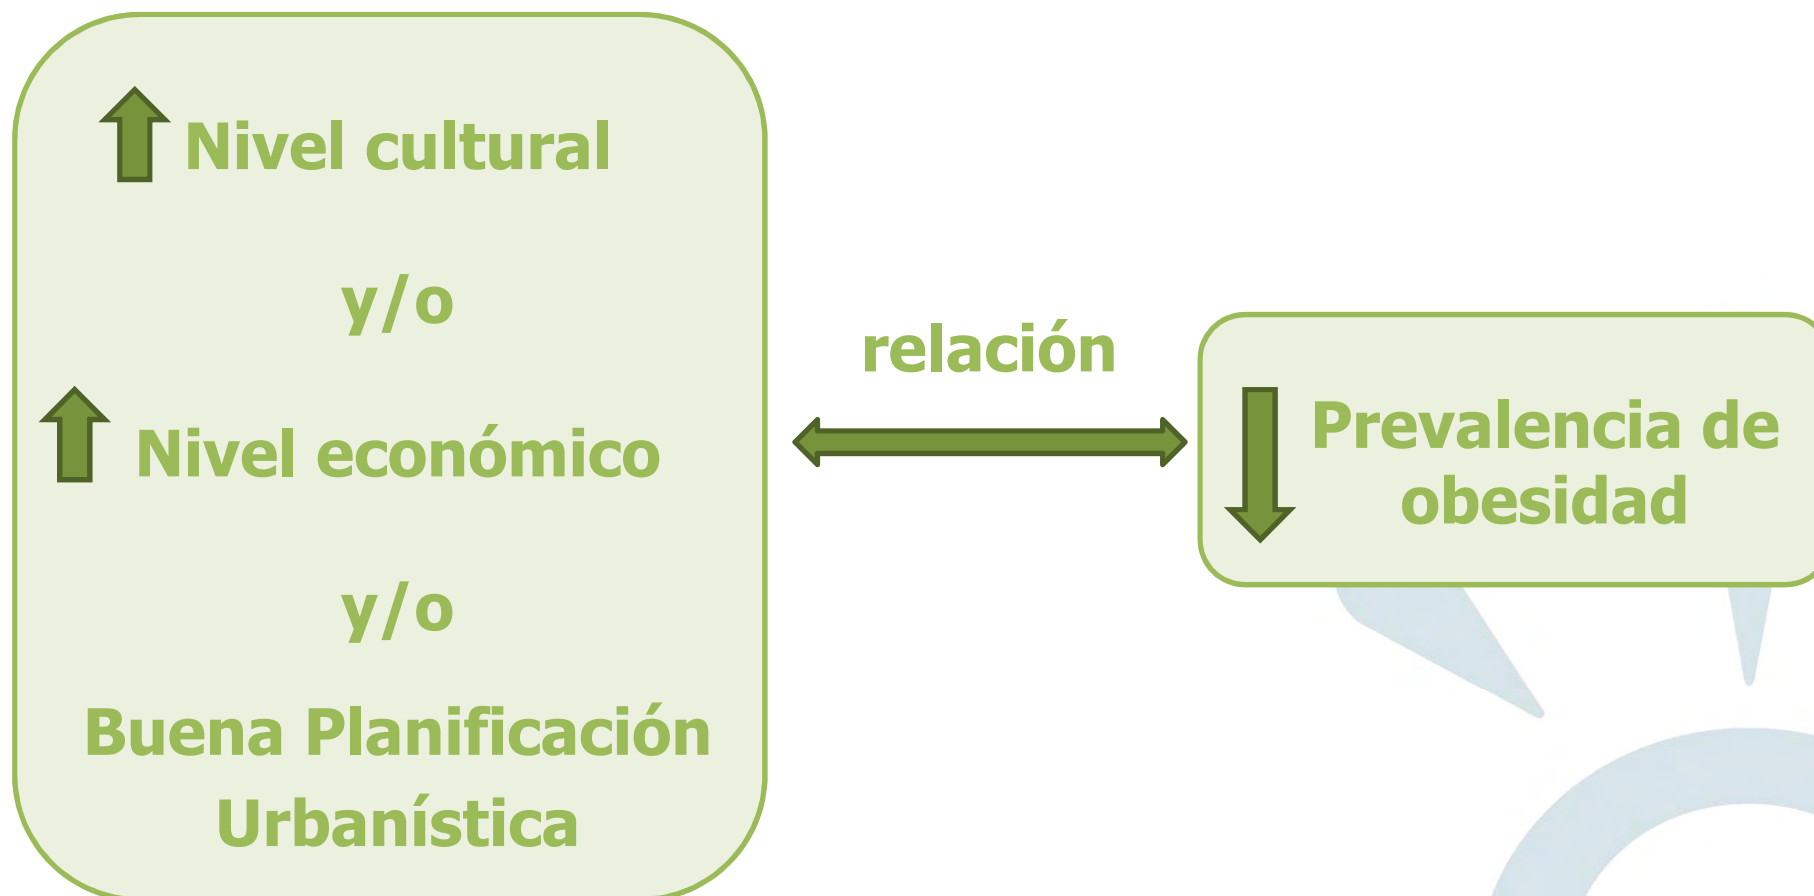 Nivel cultural
y/o
Nivel económico
y/o
Buena Planificación
Urbanística
relación
Prevalencia de
obesidad